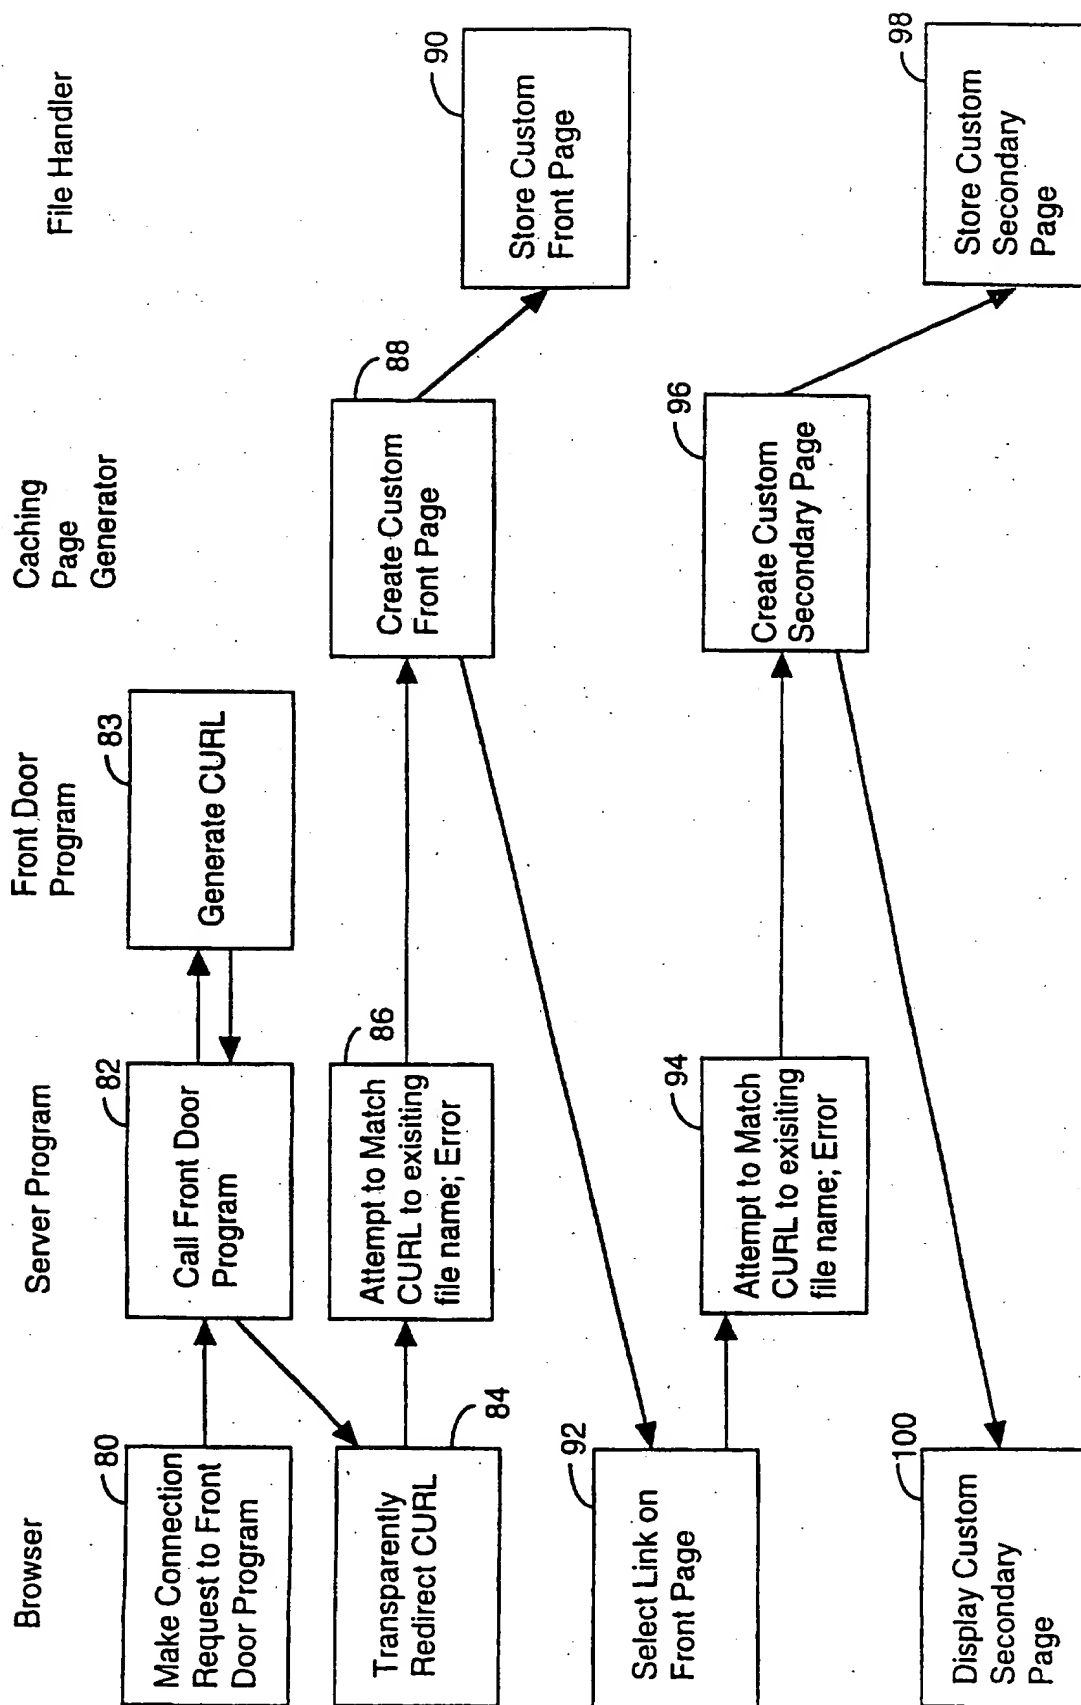 Browser
Server Program
Front Door
Program
Caching
Page
Generator
File Handler
80
Make Connection
Request to Front
Door Program
82
Call Front Door
Program
83
Generate CURL
84
Transparently
Redirect CURL
86
Attempt to Match
CURL to exisiting
file name; Error
88
Create Custom
Front Page
90
Store Custom
Front Page
92
Select Link on
Front Page
94
Attempt to Match
CURL to exisiting
file name; Error
96
Create Custom
Secondary Page
98
Store Custom
Secondary
Page
100
Display Custom
Secondary
Page